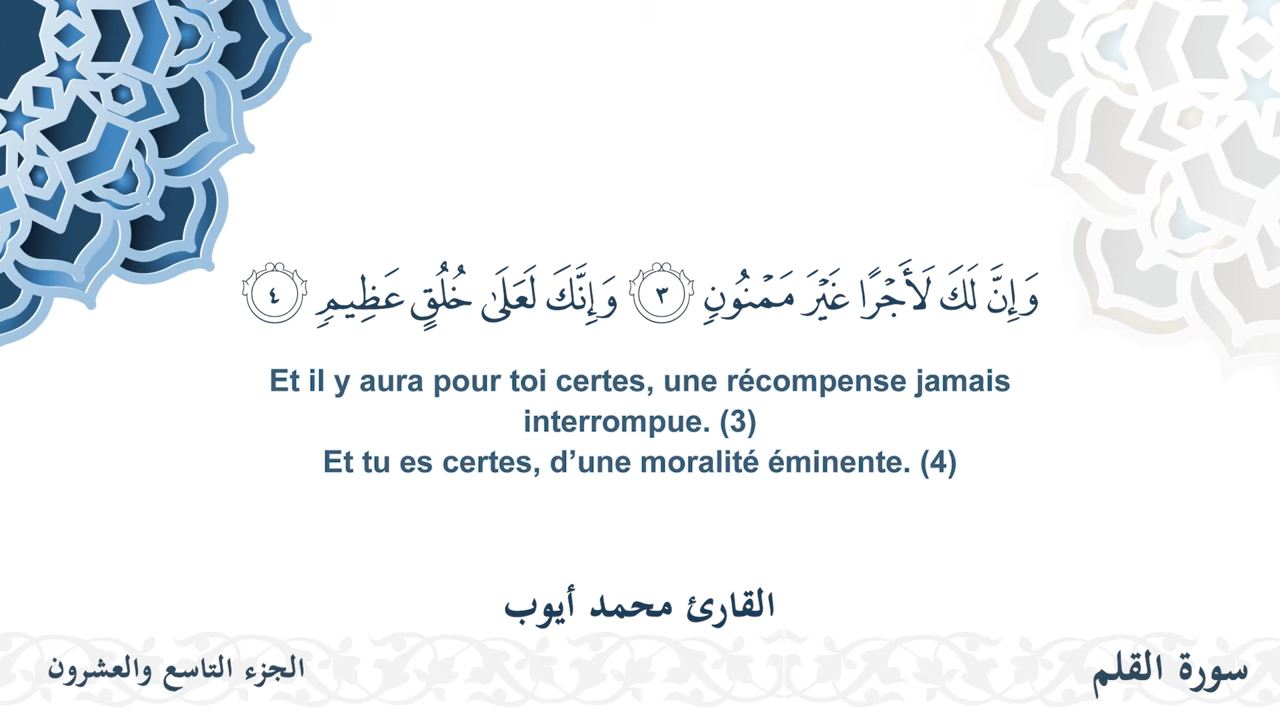 وَإِنَّ لَكَ لَأَجْرًا غَيْرَ مَمْنُونٍ ٣ وَإِنَّكَ لَعَلَىٰ خُلُقٍ عَظِيمٍ ٤
Et il y aura pour toi certes, une récompense jamais
interrompue. (3)
Et tu es certes, d’une moralité éminente. (4)
القارئ محمد أيوب
سورة القلم
الجزء التاسع والعشرون